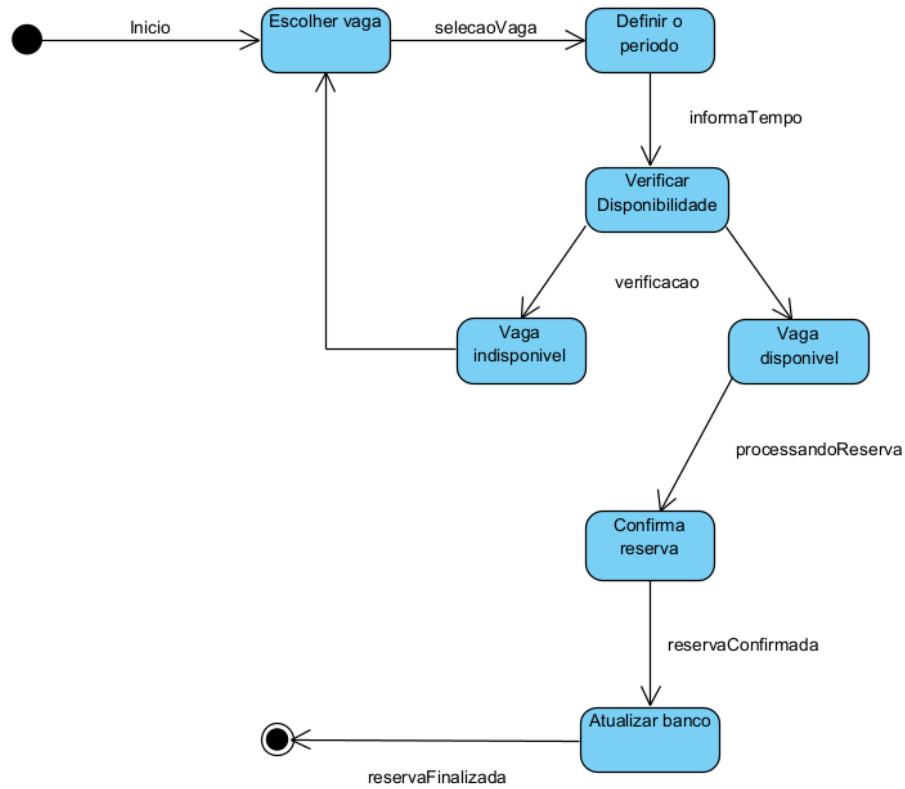 Inicio
Escolher vaga
selecaoVaga
Definir o
periodo
informaTempo
Verificar
Disponibilidade
verificacao
Vaga
indisponivel
Vaga
disponivel
processandoReserva
Confirma
reserva
reservaConfirmada
Atualizar banco
reservaFinalizada